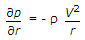 ∂p/∂r = - ρ V²/r